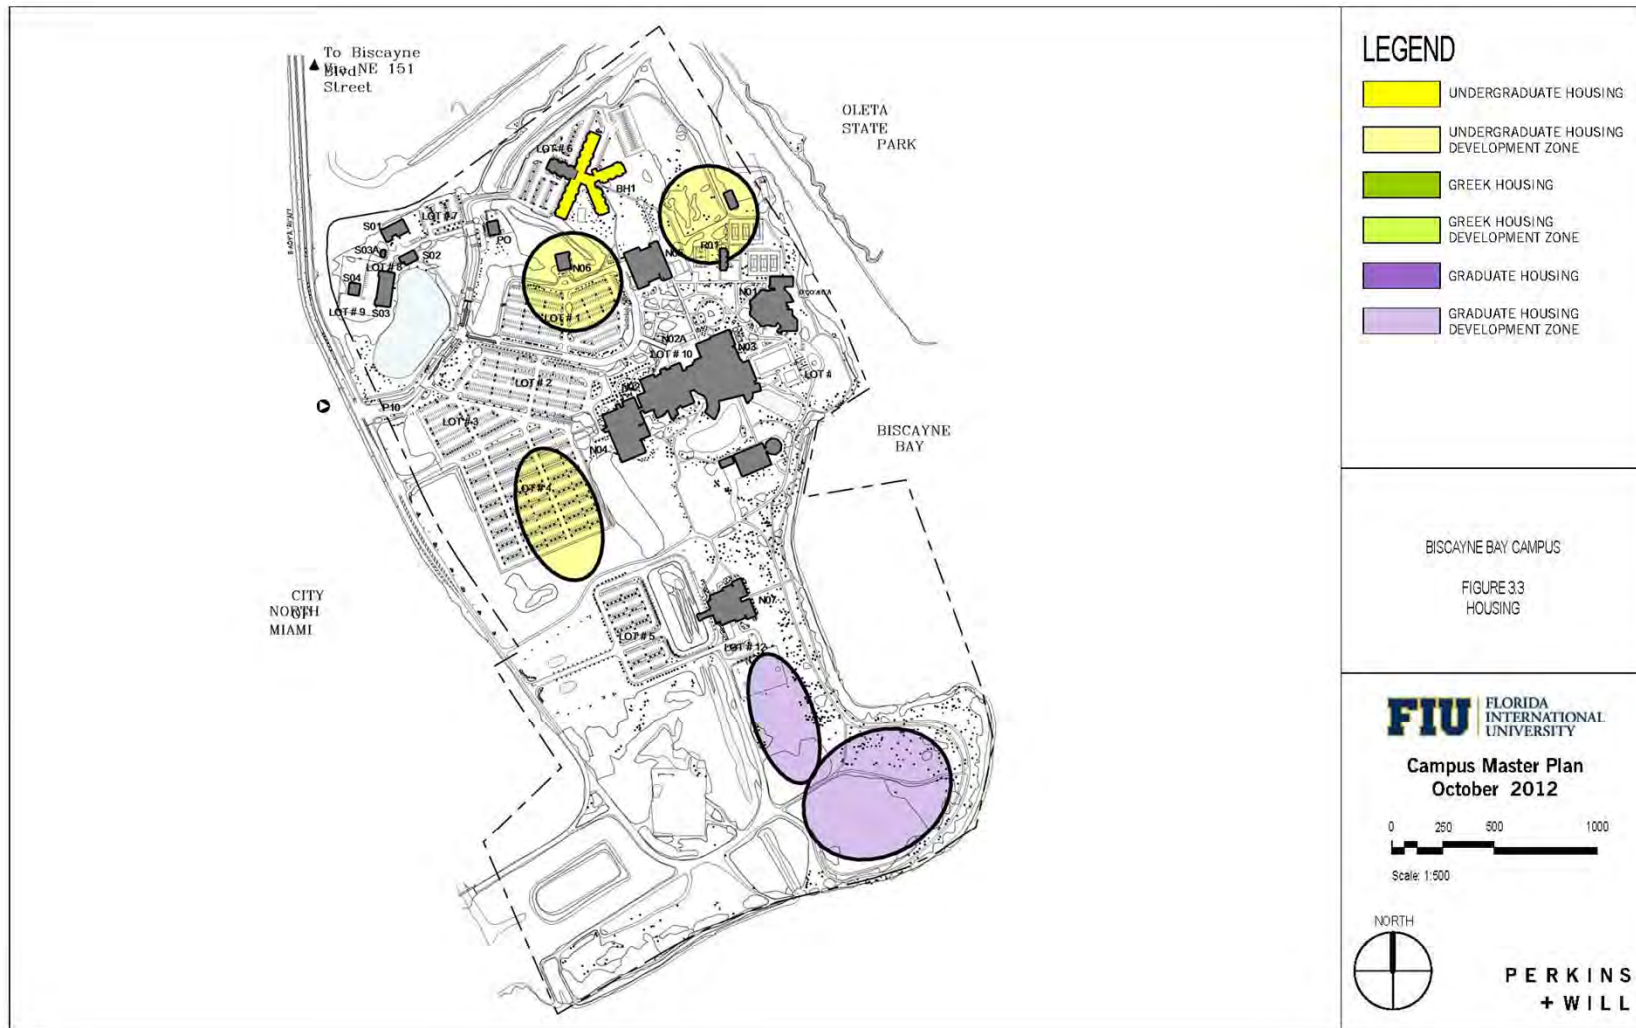 To Biscayne
Blvd.
Via NE 151
Street
OLETA
STATE
PARK
LOT # 6
BH1
LOT # 7
S01
PO
S03A
S02
LOT # 8
S04
LOT # 9
S03
R01
N06
LOT # 1
N01
N02A
LOT # 10
N03
LOT # 2
N02
LOT #
P10
LOT # 3
N04
BISCAYNE
BAY
LOT # 4
CITY
OF
NORTH
MIAMI
N07
LOT # 5
LOT # 12
LEGEND
UNDERGRADUATE HOUSING
UNDERGRADUATE HOUSING
DEVELOPMENT ZONE
GREEK HOUSING
GREEK HOUSING
DEVELOPMENT ZONE
GRADUATE HOUSING
GRADUATE HOUSING
DEVELOPMENT ZONE
BISCAYNE BAY CAMPUS
FIGURE 3.3
HOUSING
FIU
FLORIDA
INTERNATIONAL
UNIVERSITY
Campus Master Plan
October 2012
0 250 500 1000
Scale: 1:500
NORTH
PERKINS
+ WILL